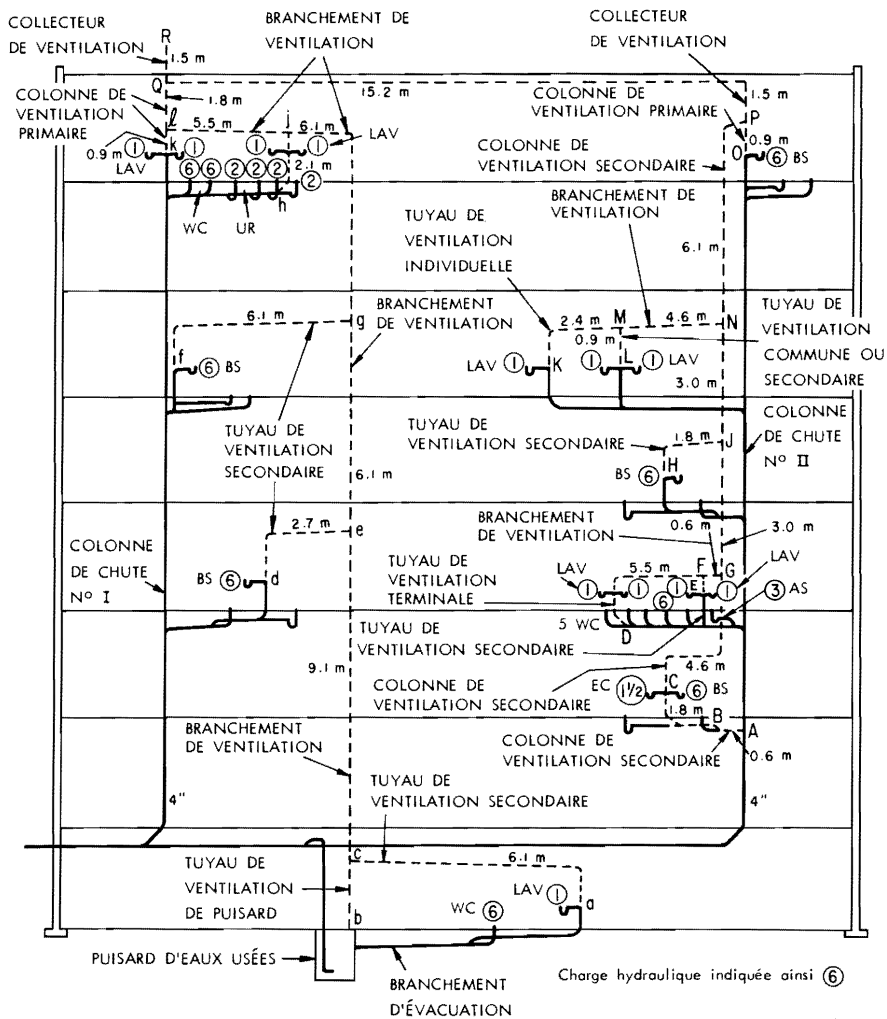 COLLECTEUR
DE VENTILATION
R
1.5 m
BRANCHEMENT DE
VENTILATION
COLLECTEUR
DE VENTILATION
Q
1.8 m
15.2 m
COLONNE DE
VENTILATION
PRIMAIRE
COLONNE DE
VENTILATION PRIMAIRE
1.5 m
P
l
5.5 m
j
6.1 m
k
0.9 m
1 1
LAV
1 1
LAV
COLONNE DE
VENTILATION SECONDAIRE
0.9 m
O
6 BS
6 6 2 2 2
2.1 m
2
h
WC
UR
TUYAU DE
VENTILATION
INDIVIDUELLE
BRANCHEMENT DE
VENTILATION
6.1 m
6.1 m
g
BRANCHEMENT
DE VENTILATION
2.4 m
M
4.6 m
N
0.9 m
TUYAU DE
VENTILATION
COMMUNE OU
SECONDAIRE
f
6 BS
LAV 1
K
1
L
1 LAV
3.0 m
TUYAU DE
VENTILATION
SECONDAIRE
TUYAU DE
VENTILATION SECONDAIRE
1.8 m
J
COLONNE
DE CHUTE
Nº II
6.1 m
BS 6
H
BRANCHEMENT
DE VENTILATION
0.6 m
3.0 m
2.7 m
e
COLONNE
DE CHUTE
Nº I
BS 6
d
TUYAU DE
VENTILATION
TERMINALE
LAV
5.5 m
F
G
LAV
1 1
1
E
1
6
3 AS
5 WC
D
TUYAU DE
VENTILATION SECONDAIRE
9.1 m
COLONNE DE
VENTILATION SECONDAIRE
4.6 m
EC
1½
C
6 BS
1.8 m
B
A
BRANCHEMENT
DE VENTILATION
COLONNE DE
VENTILATION SECONDAIRE
0.6 m
4"
TUYAU DE
VENTILATION SECONDAIRE
4"
c
6.1 m
TUYAU DE
VENTILATION
DE PUISARD
LAV 1
a
WC 6
b
PUISARD D'EAUX USÉES
BRANCHEMENT
D'ÉVACUATION
Charge hydraulique indiquée ainsi 6